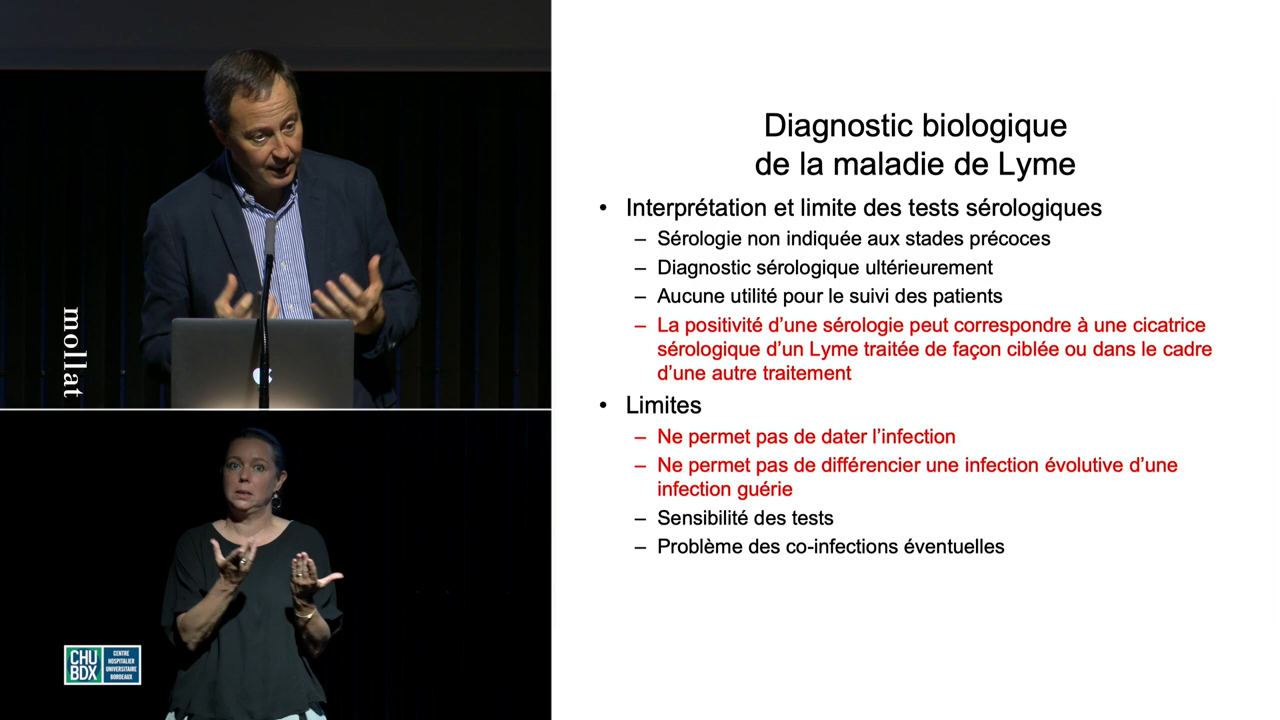 mollat
CHU
BDX
CENTRE
HOSPITALIER
UNIVERSITAIRE
BORDEAUX
Diagnostic biologique
de la maladie de Lyme
• Interprétation et limite des tests sérologiques
– Sérologie non indiquée aux stades précoces
– Diagnostic sérologique ultérieurement
– Aucune utilité pour le suivi des patients
– La positivité d’une sérologie peut correspondre à une cicatrice
sérologique d’un Lyme traitée de façon ciblée ou dans le cadre
d’une autre traitement
• Limites
– Ne permet pas de dater l’infection
– Ne permet pas de différencier une infection évolutive d’une
infection guérie
– Sensibilité des tests
– Problème des co-infections éventuelles